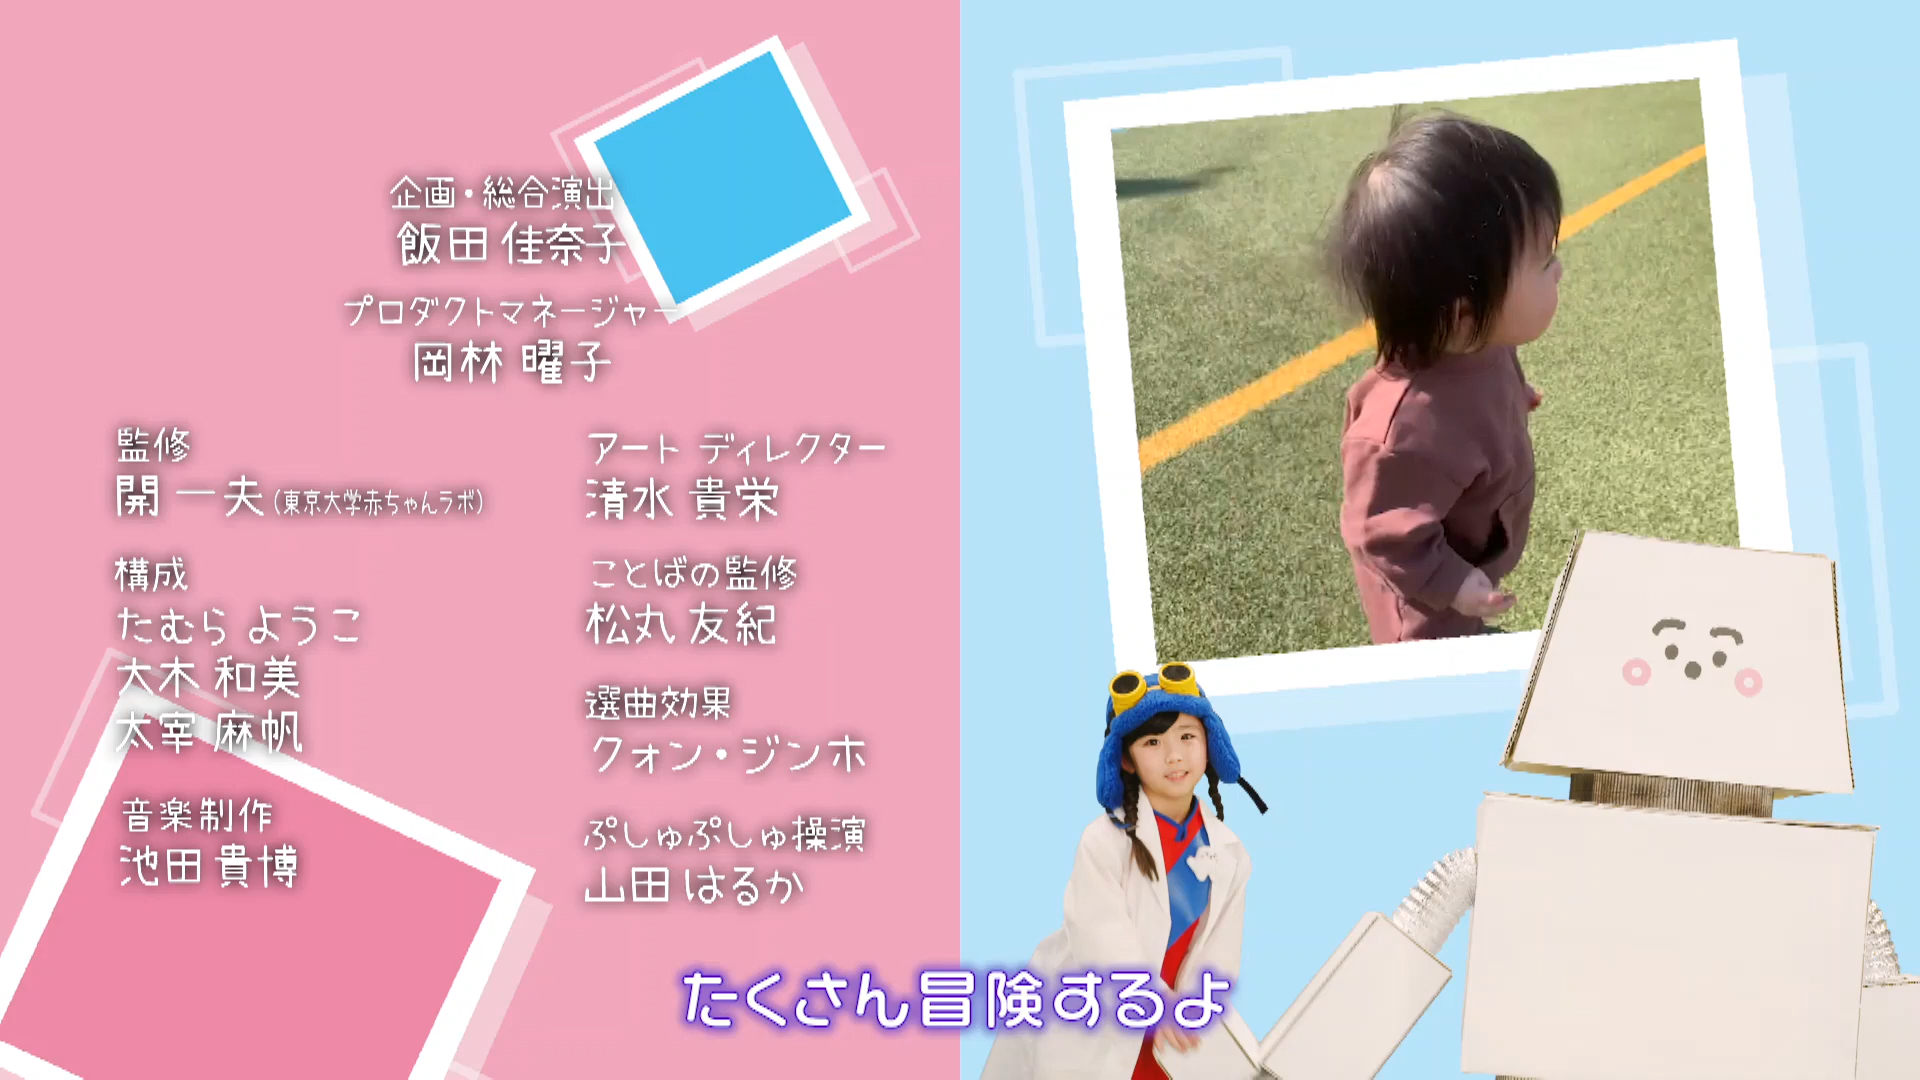 企画・総合演出
飯田 佳奈子
プロダクトマネージャー
岡林 曜子
監修
開 一夫(東京大学赤ちゃんラボ)
構成
たむら ようこ
大木 和美
太宰 麻帆
音楽制作
池田 貴博
アート ディレクター
清水 貴栄
ことばの監修
松丸 友紀
選曲効果
クォン・ジンホ
ぷしゅぷしゅ操演
山田 はるか
たくさん冒険するよ